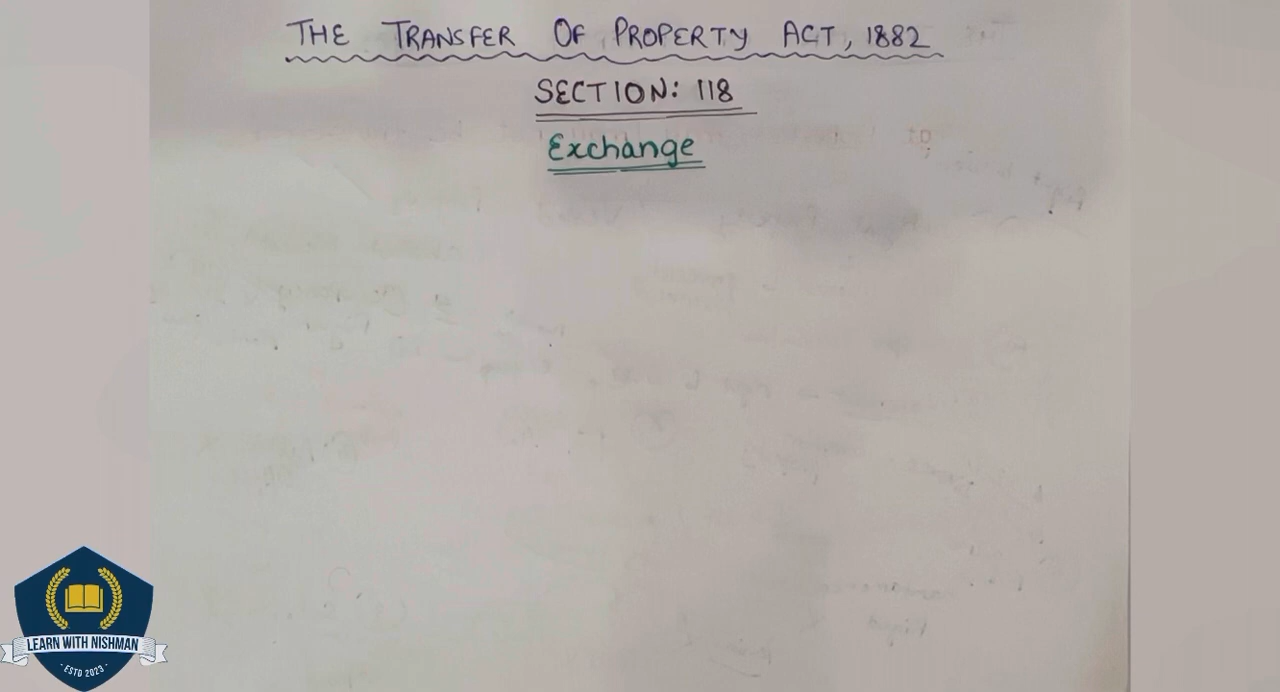 THE TRANSFER OF PROPERTY ACT, 1882
SECTION: 118
Exchange
LEARN WITH NISHMAN
· ESTD 2023 ·